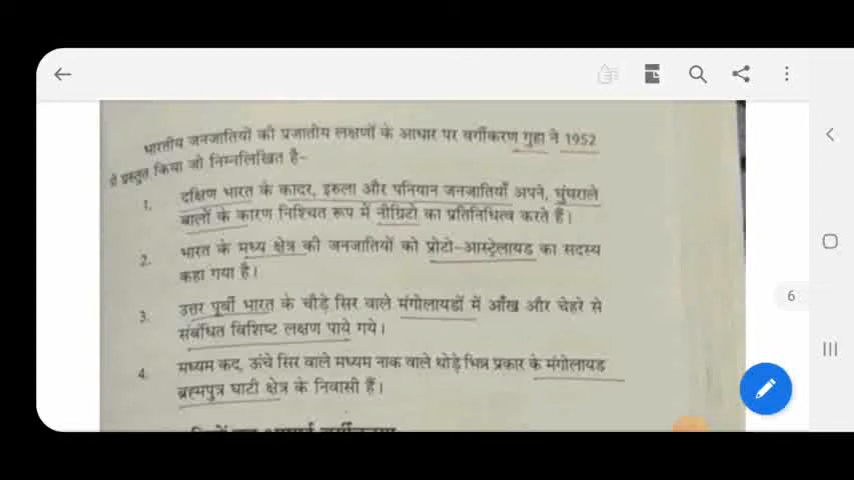 भारतीय जनजातियों की प्रजातीय लक्षणों के आधार पर वर्गीकरण गुहा ने 1952
ने प्रस्तुत किया जो निम्नलिखित है-
1. दक्षिण भारत के कादर, इरुला और पनियान जनजातियाँ अपने, घुंघराले
बालों के कारण निश्चित रूप में नीग्रिटो का प्रतिनिधित्व करते हैं।
2. भारत के मध्य क्षेत्र की जनजातियों को प्रोटो-आस्ट्रेलायड का सदस्य
कहा गया है।
3. उत्तर पूर्वी भारत के चौड़े सिर वाले मंगोलायडों में आँख और चेहरे से
संबंधित विशिष्ट लक्षण पाये गये।
4. मध्यम कद, ऊंचे सिर वाले मध्यम नाक वाले थोड़े भिन्न प्रकार के मंगोलायड
ब्रह्मपुत्र घाटी क्षेत्र के निवासी हैं।
6